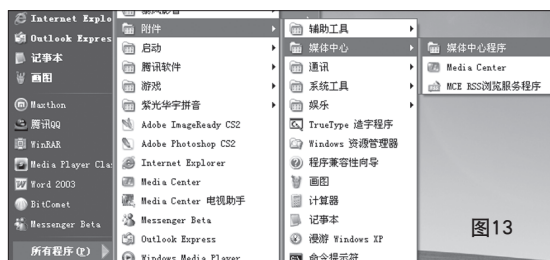 Internet Explo
Outlook Expres
记事本
画图
Maxthon
腾讯QQ
WinRAR
Media Player Cla
Word 2003
BitComet
Messenger Beta
所有程序(P)
附件
启动
腾讯软件
游戏
紫光华宇拼音
Adobe ImageReady CS2
Adobe Photoshop CS2
Internet Explorer
Media Center
Media Center 电视助手
Messenger Beta
Outlook Express
Windows Media Player
辅助工具
媒体中心
通讯
系统工具
娱乐
TrueType 造字程序
Windows 资源管理器
程序兼容性向导
画图
计算器
记事本
漫游 Windows XP
命令提示符
媒体中心程序
Media Center
MCE RSS浏览服务程序
图13